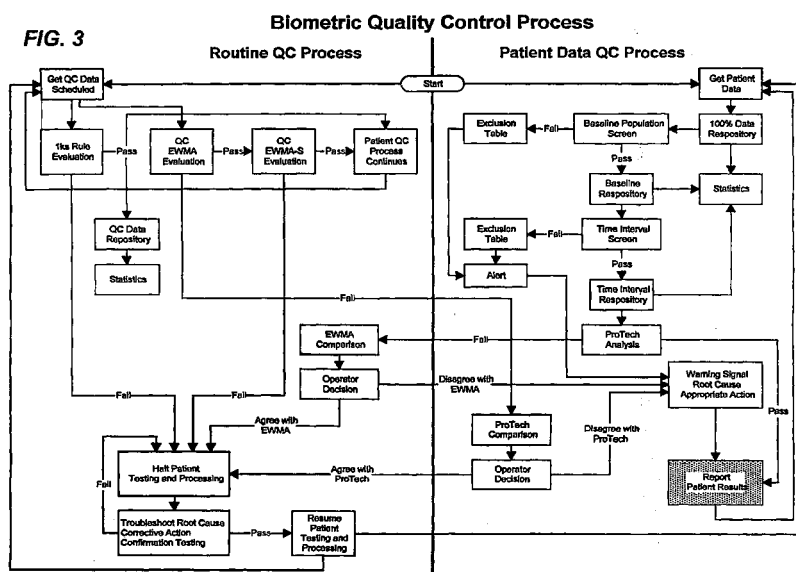 Biometric Quality Control Process
FIG. 3
Routine QC Process
Patient Data QC Process
Start
Get QC Data
Scheduled
Get Patient
Data
1ks Rule
Evaluation
Pass
QC
EWMA
Evaluation
Pass
QC
EWMA-S
Evaluation
Pass
Patient QC
Process
Continues
Exclusion
Table
Fail
Baseline Population
Screen
100% Data
Respository
Pass
Baseline
Respository
Statistics
QC Data
Repository
Statistics
Exclusion
Table
Fail
Time Interval
Screen
Pass
Alert
Time Interval
Respository
Fail
ProTech
Analysis
EWMA
Comparison
Fail
Operator
Decision
Disagree with
EWMA
Warning Signal
Root Cause
Appropriate Action
Pass
Fail
Fail
Agree with
EWMA
ProTech
Comparison
Disagree with
ProTech
Halt Patient
Testing and Processing
Agree with
ProTech
Operator
Decision
Report
Patient Results
Fail
Troubleshoot Root Cause
Corrective Action
Confirmation Testing
Pass
Resume
Patient
Testing and
Processing